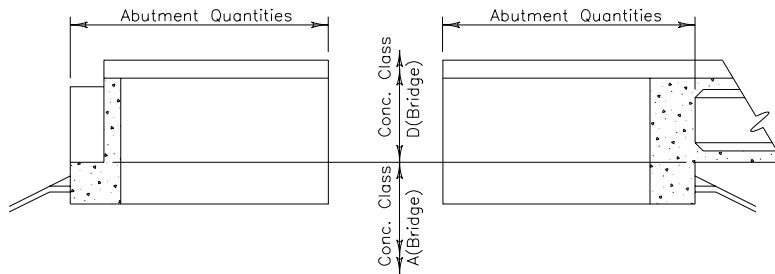 Abutment Quantities
Abutment Quantities
Conc. Class
D(Bridge)
Conc. Class
A(Bridge)